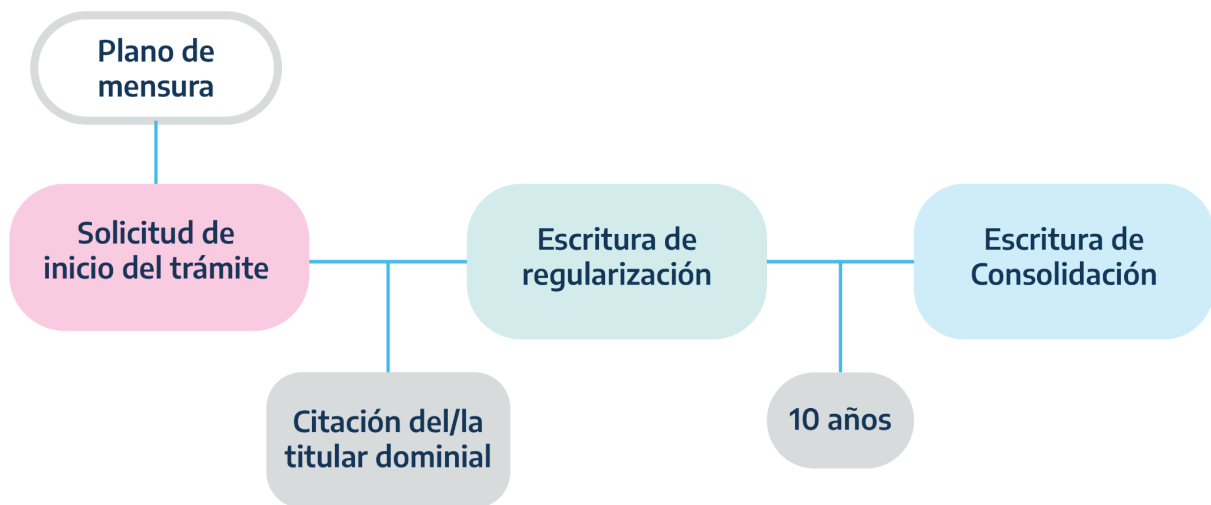 Plano de
mensura
Solicitud de
inicio del trámite
Escritura de
regularización
Escritura de
Consolidación
Citación del/la
titular dominial
10 años